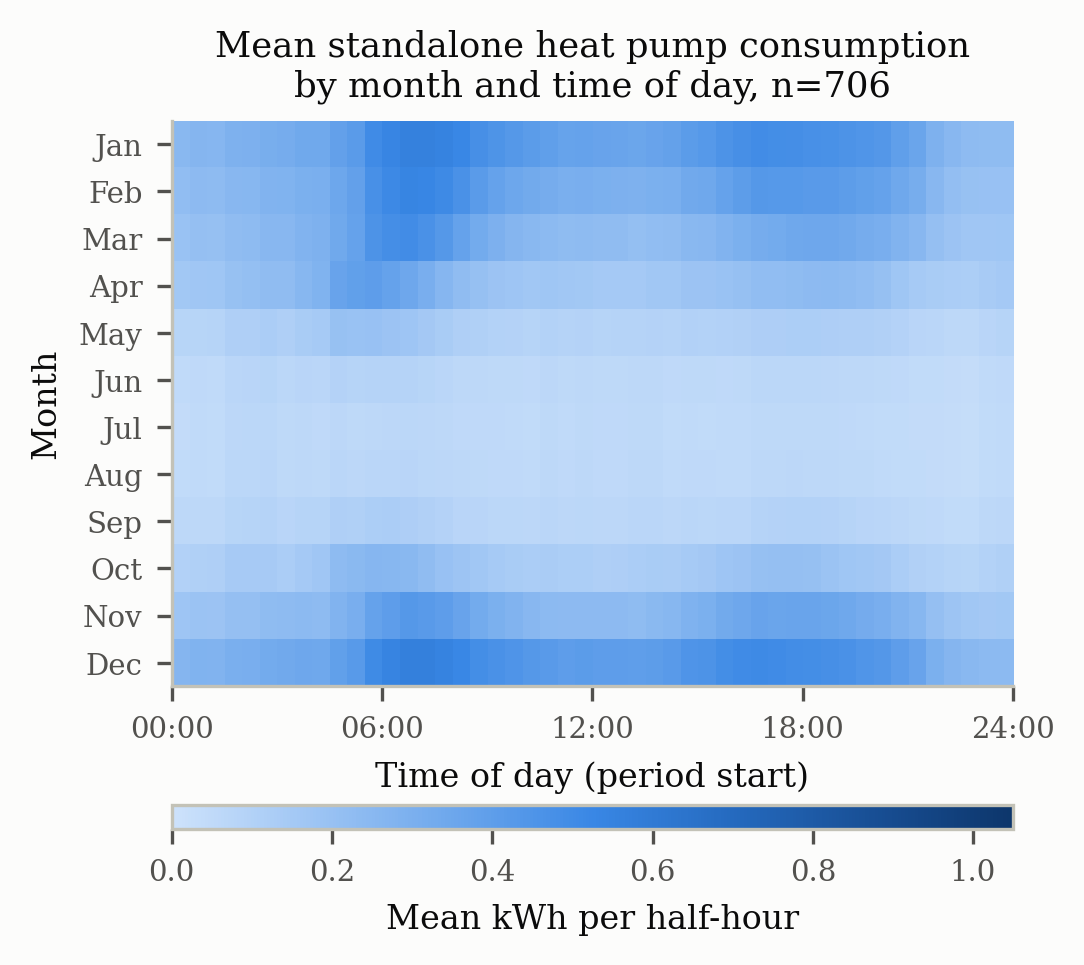 Mean standalone heat pump consumption
by month and time of day, n=706
Month
Jan
Feb
Mar
Apr
May
Jun
Jul
Aug
Sep
Oct
Nov
Dec
00:00 06:00 12:00 18:00 24:00
Time of day (period start)
0.0 0.2 0.4 0.6 0.8 1.0
Mean kWh per half-hour